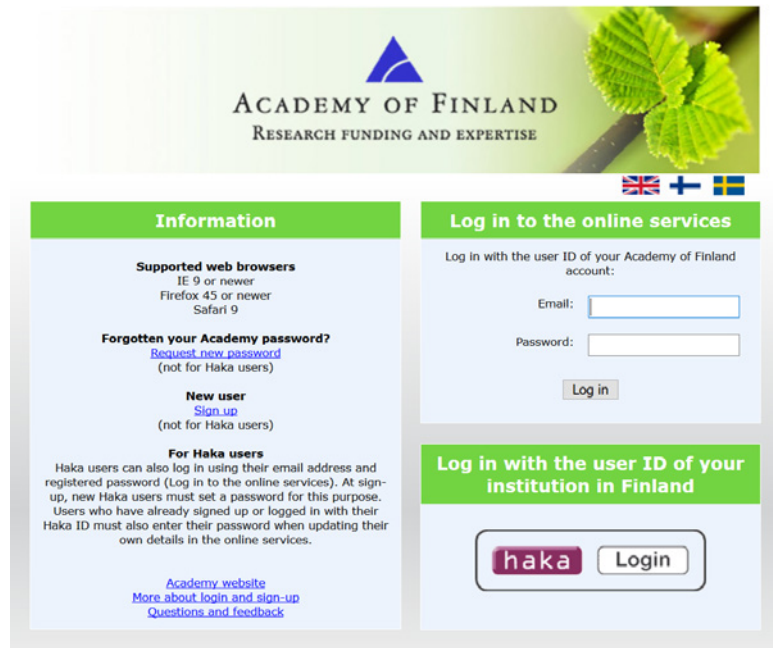 ACADEMY OF FINLAND
RESEARCH FUNDING AND EXPERTISE
Information
Supported web browsers
IE 9 or newer
Firefox 45 or newer
Safari 9
Forgotten your Academy password?
Request new password
(not for Haka users)
New user
Sign up
(not for Haka users)
For Haka users
Haka users can also log in using their email address and
registered password (Log in to the online services). At sign-
up, new Haka users must set a password for this purpose.
Users who have already signed up or logged in with their
Haka ID must also enter their password when updating their
own details in the online services.
Academy website
More about login and sign-up
Questions and feedback
Log in to the online services
Log in with the user ID of your Academy of Finland
account:
Email:
Password:
Log in
Log in with the user ID of your
institution in Finland
haka Login